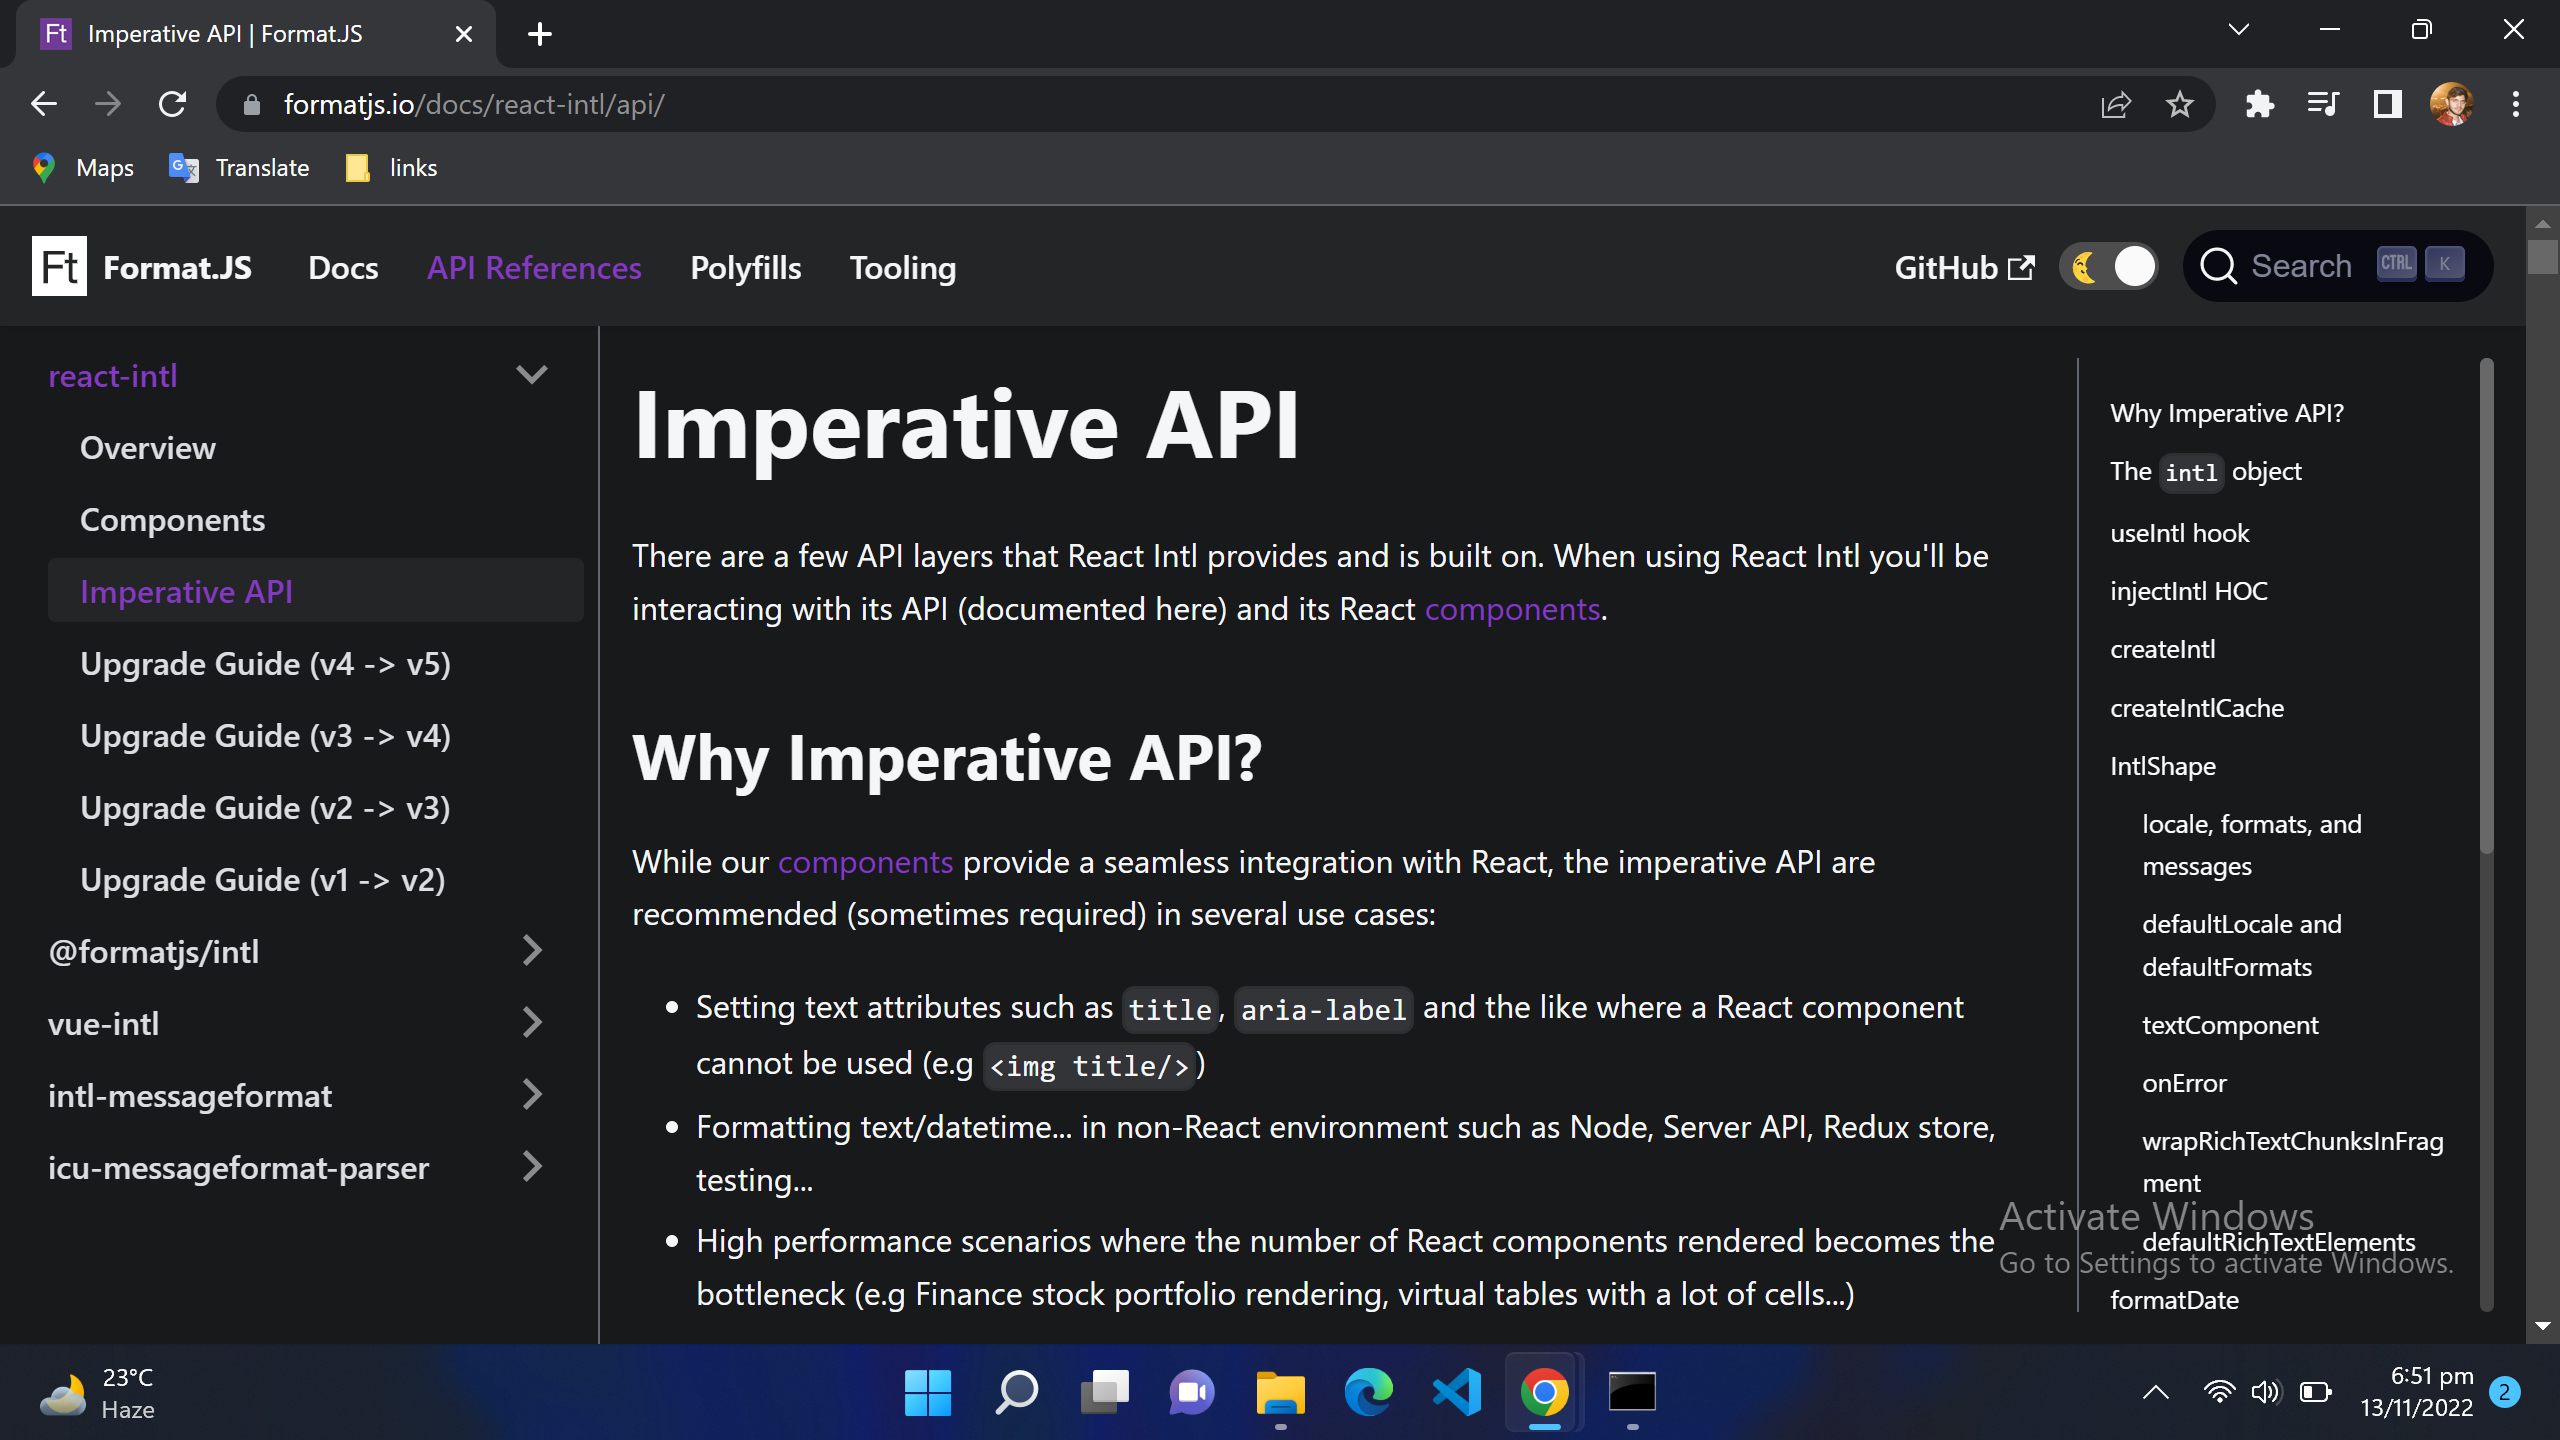 Ft Imperative API | Format.JS
formatjs.io/docs/react-intl/api/
Maps Translate links
Ft Format.JS Docs API References Polyfills Tooling GitHub Search CTRL K
react-intl
Overview
Components
Imperative API
Upgrade Guide (v4 -> v5)
Upgrade Guide (v3 -> v4)
Upgrade Guide (v2 -> v3)
Upgrade Guide (v1 -> v2)
@formatjs/intl
vue-intl
intl-messageformat
icu-messageformat-parser
Imperative API
There are a few API layers that React Intl provides and is built on. When using React Intl you'll be
interacting with its API (documented here) and its React components.
Why Imperative API?
While our components provide a seamless integration with React, the imperative API are
recommended (sometimes required) in several use cases:
Setting text attributes such as title, aria-label and the like where a React component
cannot be used (e.g <img title/>)
Formatting text/datetime... in non-React environment such as Node, Server API, Redux store,
testing...
High performance scenarios where the number of React components rendered becomes the
bottleneck (e.g Finance stock portfolio rendering, virtual tables with a lot of cells...)
Why Imperative API?
The intl object
useIntl hook
injectIntl HOC
createIntl
createIntlCache
IntlShape
locale, formats, and
messages
defaultLocale and
defaultFormats
textComponent
onError
wrapRichTextChunksInFrag
ment
defaultRichTextElements
formatDate
Activate Windows
Go to Settings to activate Windows.
23°C
Haze
6:51 pm
13/11/2022
2